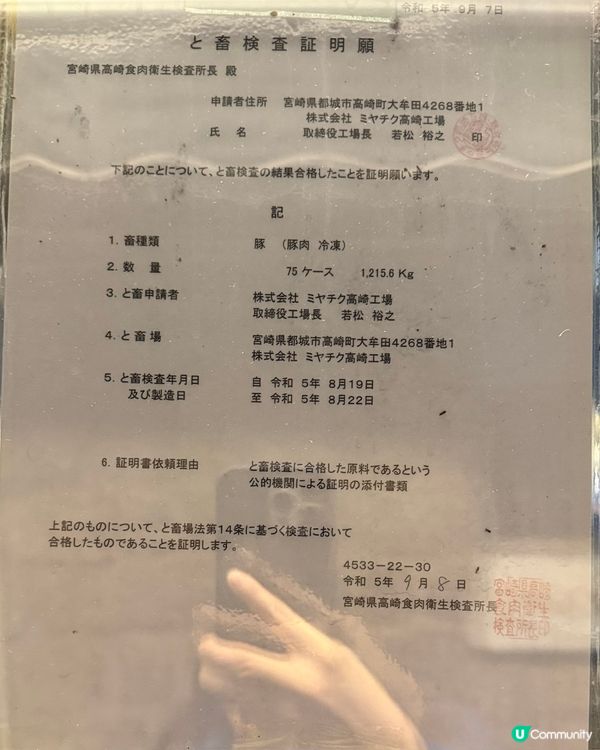 令和 5年 9月 7日
と畜検査証明願
宮崎県高崎食肉衛生検査所長 殿
申請者住所 宮崎県都城市高崎町大牟田4268番地1
株式会社 ミヤチク高崎工場
氏 名 取締役工場長 若松 裕之 印
下記のことについて、と畜検査の結果合格したことを証明願います。
記
1. 畜種類 豚 (豚肉 冷凍)
2. 数 量 75 ケース 1,215.6 Kg
3. と畜申請者 株式会社 ミヤチク高崎工場
取締役工場長 若松 裕之
4. と畜場 宮崎県都城市高崎町大牟田4268番地1
株式会社 ミヤチク高崎工場
5. と畜検査年月日 自 令和 5年 8月19日
及び製造日 至 令和 5年 8月22日
6. 証明書依頼理由 と畜検査に合格した原料であるという
公的機関による証明の添付書類
上記のものについて、と畜場法第14条に基づく検査において
合格したものであることを証明します。
4533-22-30
令和 5年 9月 8日
宮崎県高崎食肉衛生検査所長
宮崎県高崎
食肉衛生
検査所長印
U Community